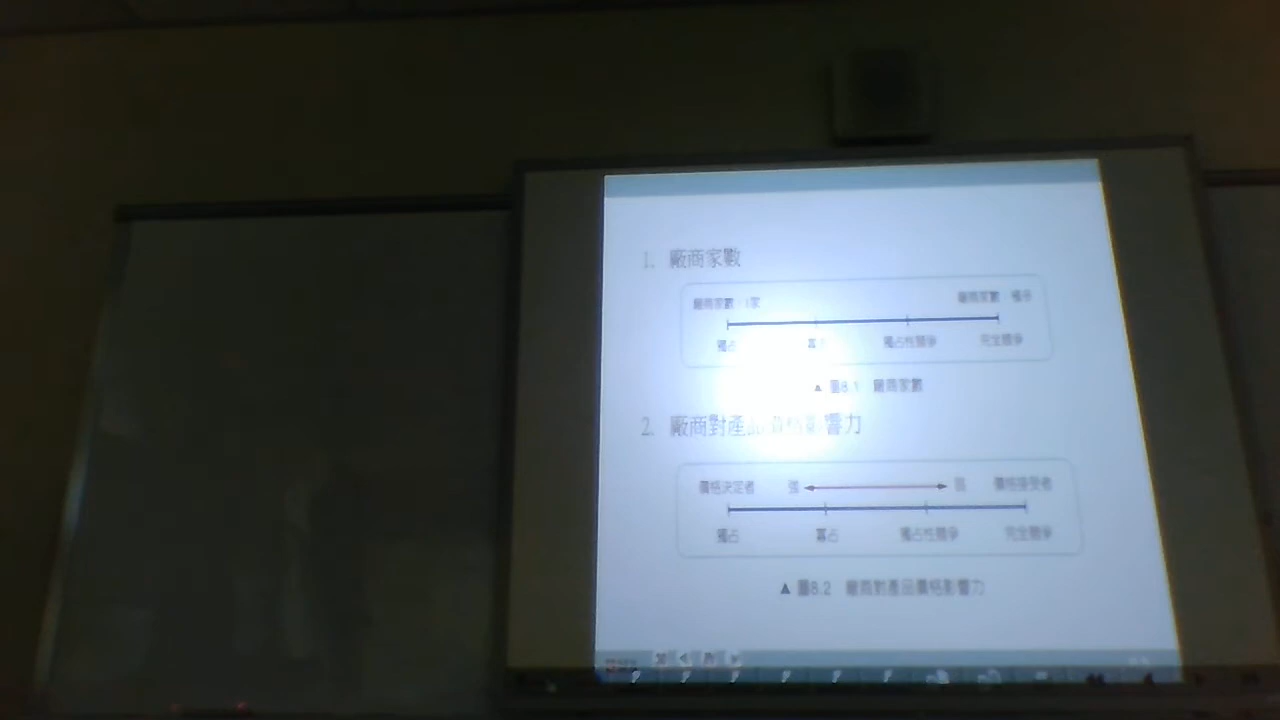 1. 廠商家數
廠商家數 1家 廠商家數 極多
獨占 寡占 獨占性競爭 完全競爭
▲ 圖8.1 廠商家數
2. 廠商對產品價格影響力
價格決定者 強 弱 價格接受者
獨占 寡占 獨占性競爭 完全競爭
▲ 圖8.2 廠商對產品價格影響力